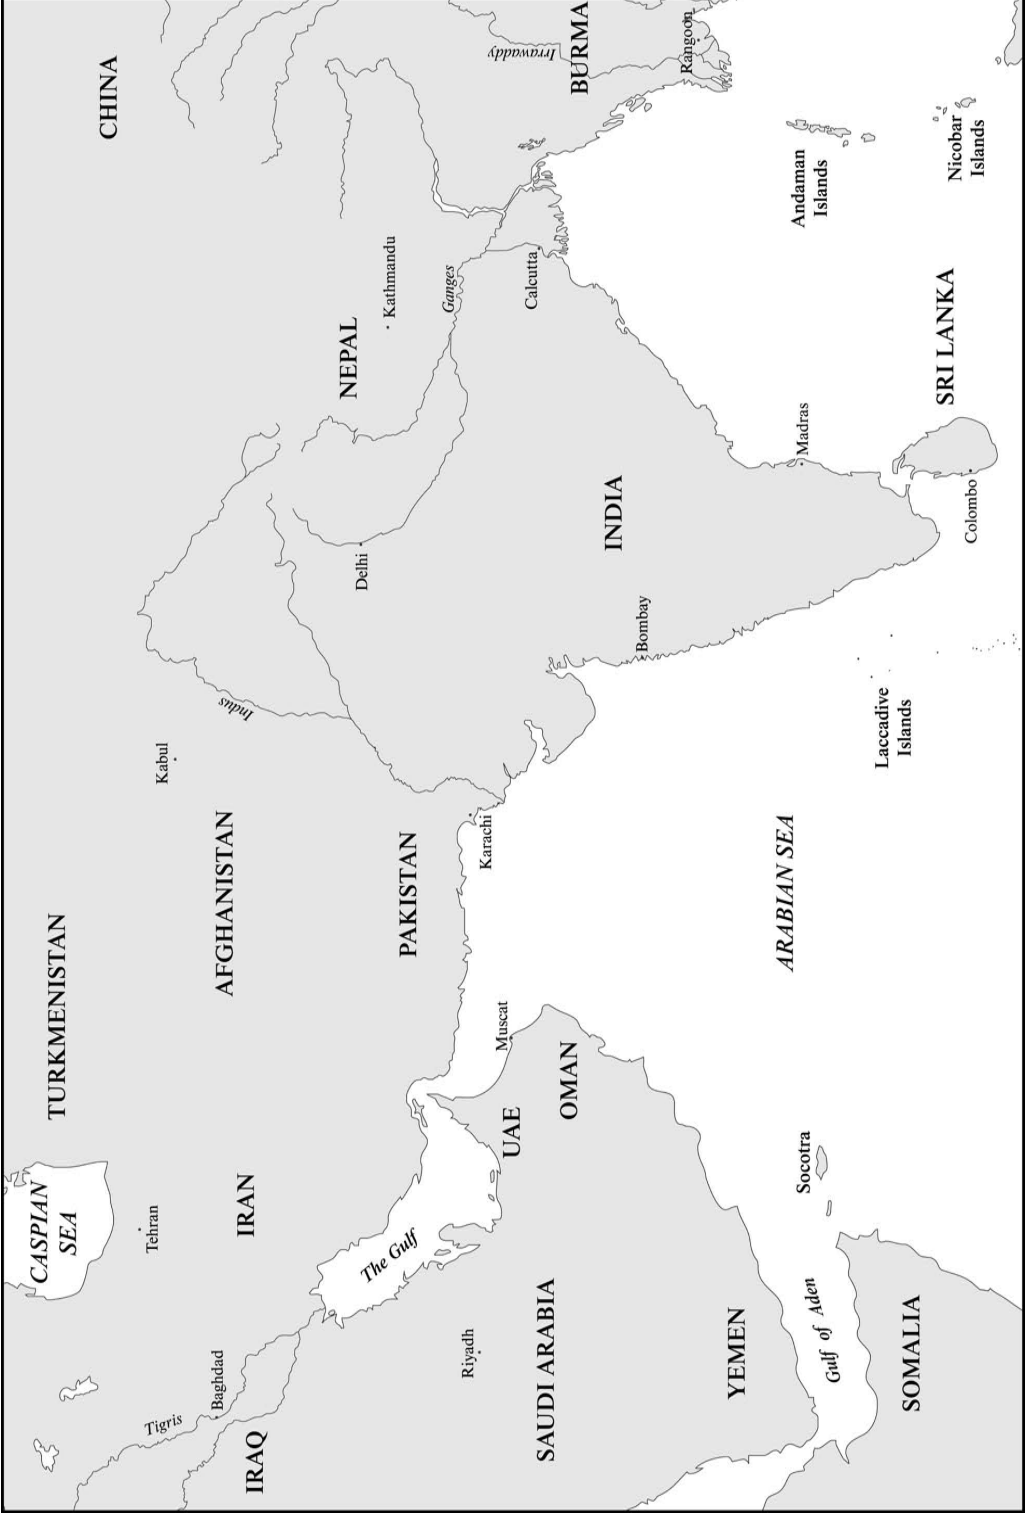 CASPIAN
SEA
TURKMENISTAN
CHINA
Tehran
Tigris
Kabul
Baghdad
AFGHANISTAN
Indus
IRAN
IRAQ
NEPAL
Delhi
Kathmandu
The Gulf
PAKISTAN
Ganges
Riyadh
Karachi
Muscat
UAE
Irrawaddy
Calcutta
SAUDI ARABIA
OMAN
BURMA
INDIA
Bombay
Rangoon
YEMEN
ARABIAN SEA
Socotra
Madras
Andaman
Islands
Gulf of Aden
Laccadive
Islands
SOMALIA
SRI LANKA
Nicobar
Islands
Colombo